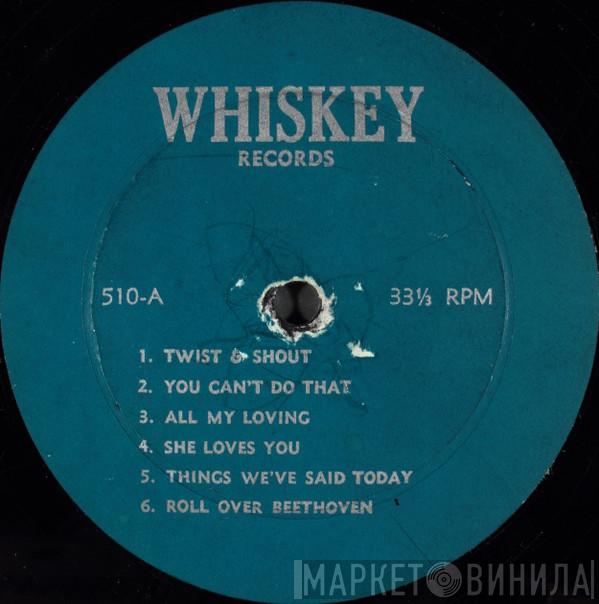 WHISKEY
RECORDS
510-A 33⅓ RPM
1. TWIST & SHOUT
2. YOU CAN'T DO THAT
3. ALL MY LOVING
4. SHE LOVES YOU
5. THINGS WE'VE SAID TODAY
6. ROLL OVER BEETHOVEN
МАРКЕТ ВИНИЛА